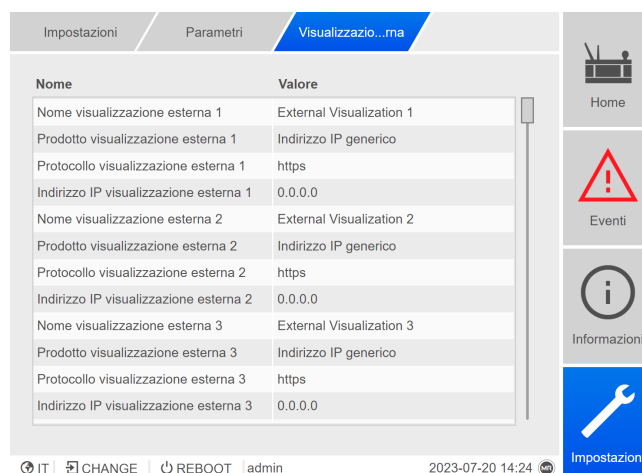 Impostazioni Parametri Visualizzazio...rna
Nome Valore
Nome visualizzazione esterna 1 External Visualization 1
Prodotto visualizzazione esterna 1 Indirizzo IP generico
Protocollo visualizzazione esterna 1 https
Indirizzo IP visualizzazione esterna 1 0.0.0.0
Nome visualizzazione esterna 2 External Visualization 2
Prodotto visualizzazione esterna 2 Indirizzo IP generico
Protocollo visualizzazione esterna 2 https
Indirizzo IP visualizzazione esterna 2 0.0.0.0
Nome visualizzazione esterna 3 External Visualization 3
Prodotto visualizzazione esterna 3 Indirizzo IP generico
Protocollo visualizzazione esterna 3 https
Indirizzo IP visualizzazione esterna 3 0.0.0.0
Home
Eventi
Informazioni
Impostazioni
IT CHANGE REBOOT admin 2023-07-20 14:24 MR